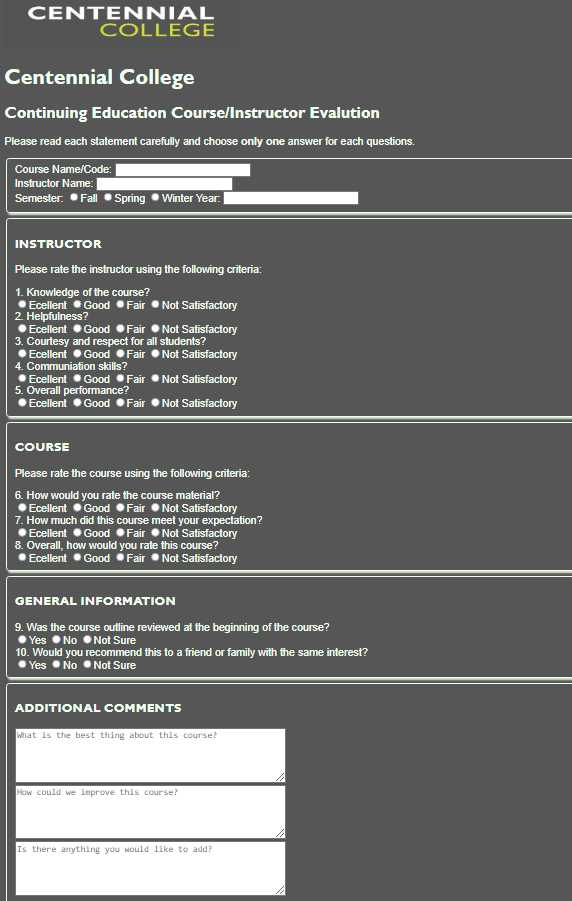 CENTENNIAL
COLLEGE
Centennial College
Continuing Education Course/Instructor Evalution
Please read each statement carefully and choose only one answer for each questions.
Course Name/Code:
Instructor Name:
Semester: Fall Spring Winter Year:
INSTRUCTOR
Please rate the instructor using the following criteria:
1. Knowledge of the course?
Ecellent Good Fair Not Satisfactory
2. Helpfulness?
Ecellent Good Fair Not Satisfactory
3. Courtesy and respect for all students?
Ecellent Good Fair Not Satisfactory
4. Communiation skills?
Ecellent Good Fair Not Satisfactory
5. Overall performance?
Ecellent Good Fair Not Satisfactory
COURSE
Please rate the course using the following criteria:
6. How would you rate the course material?
Ecellent Good Fair Not Satisfactory
7. How much did this course meet your expectation?
Ecellent Good Fair Not Satisfactory
8. Overall, how would you rate this course?
Ecellent Good Fair Not Satisfactory
GENERAL INFORMATION
9. Was the course outline reviewed at the beginning of the course?
Yes No Not Sure
10. Would you recommend this to a friend or family with the same interest?
Yes No Not Sure
ADDITIONAL COMMENTS
What is the best thing about this course?
How could we improve this course?
Is there anything you would like to add?